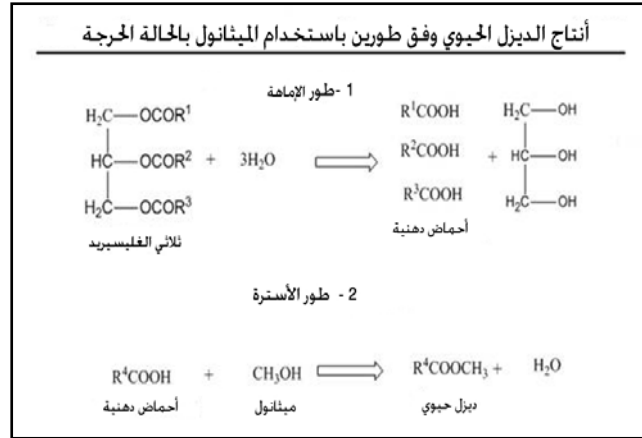 أنتاج الديزل الحيوي وفق طورين باستخدام الميثانول بالحالة الحرجة
1 -طور الإماهة
H₂C—OCOR¹
HC—OCOR² + 3H₂O
H₂C—OCOR³
ثلاثي الغليسيريد
R¹COOH
R²COOH +
R³COOH
أحماض دهنية
H₂C—OH
HC—OH
H₂C—OH
2 - طور الأسترة
R⁴COOH + CH₃OH ⟹ R⁴COOCH₃ + H₂O
أحماض دهنية ميثانول ديزل حيوي